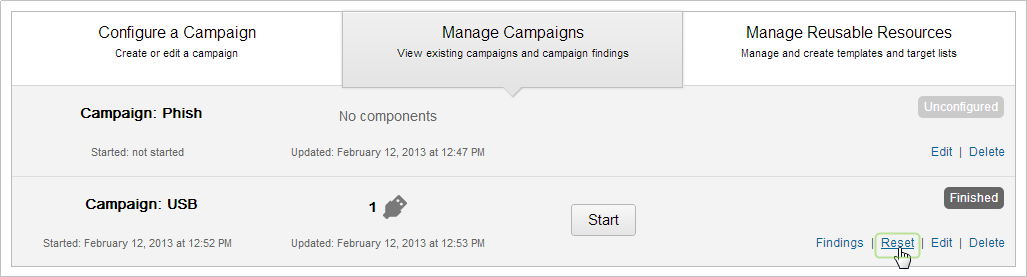 Configure a Campaign
Create or edit a campaign
Manage Campaigns
View existing campaigns and campaign findings
Manage Reusable Resources
Manage and create templates and target lists
Campaign: Phish
No components
Unconfigured
Started: not started
Updated: February 12, 2013 at 12:47 PM
Edit | Delete
Campaign: USB
1
Start
Finished
Started: February 12, 2013 at 12:52 PM
Updated: February 12, 2013 at 12:53 PM
Findings | Reset | Edit | Delete